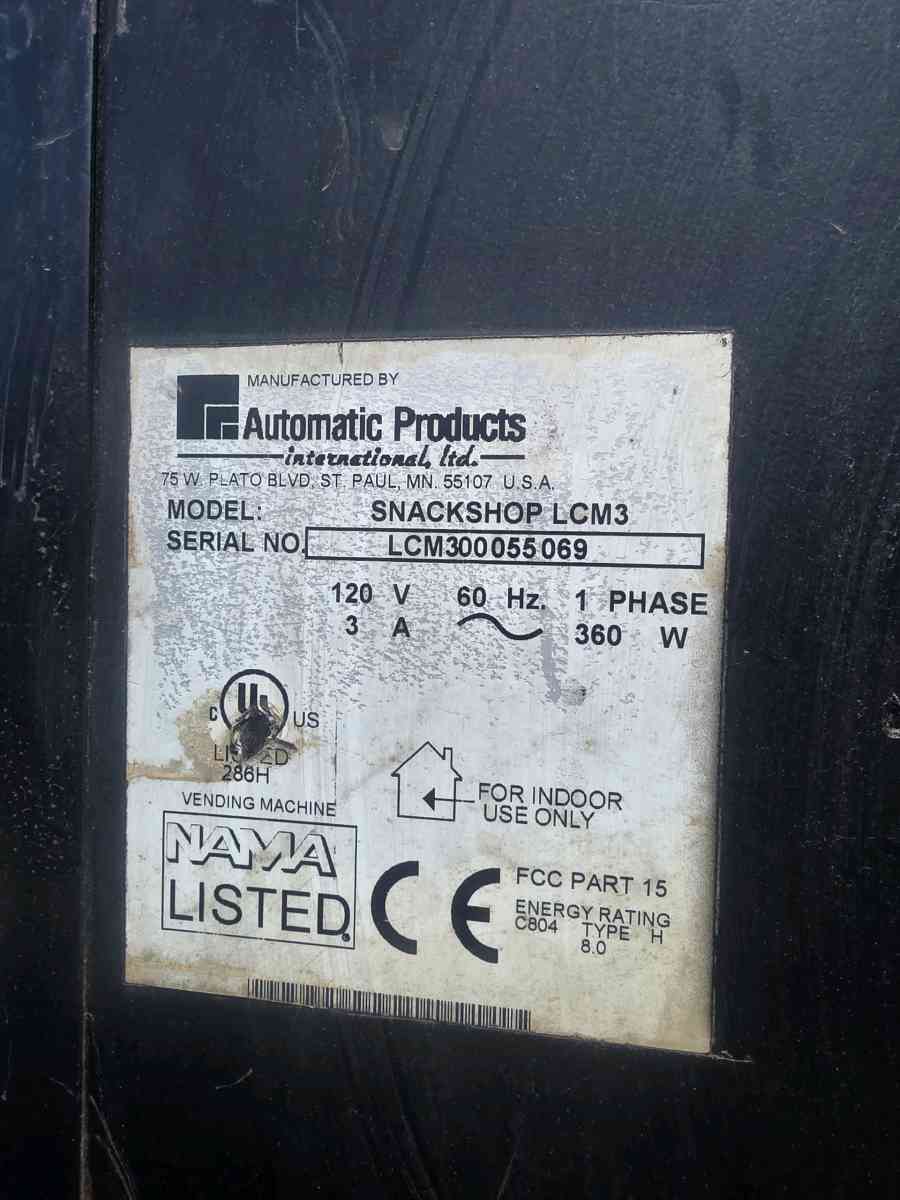 MANUFACTURED BY
Automatic Products
international, ltd.
75 W. PLATO BLVD. ST. PAUL, MN. 55107 U.S.A.
MODEL: SNACKSHOP LCM3
SERIAL NO. LCM300055069
120 V 60 Hz. 1 PHASE
3 A 360 W
UL
C US
LISTED
286H
VENDING MACHINE
NAMA
LISTED
FOR INDOOR
USE ONLY
CE
FCC PART 15
ENERGY RATING
C804 TYPE H
8.0